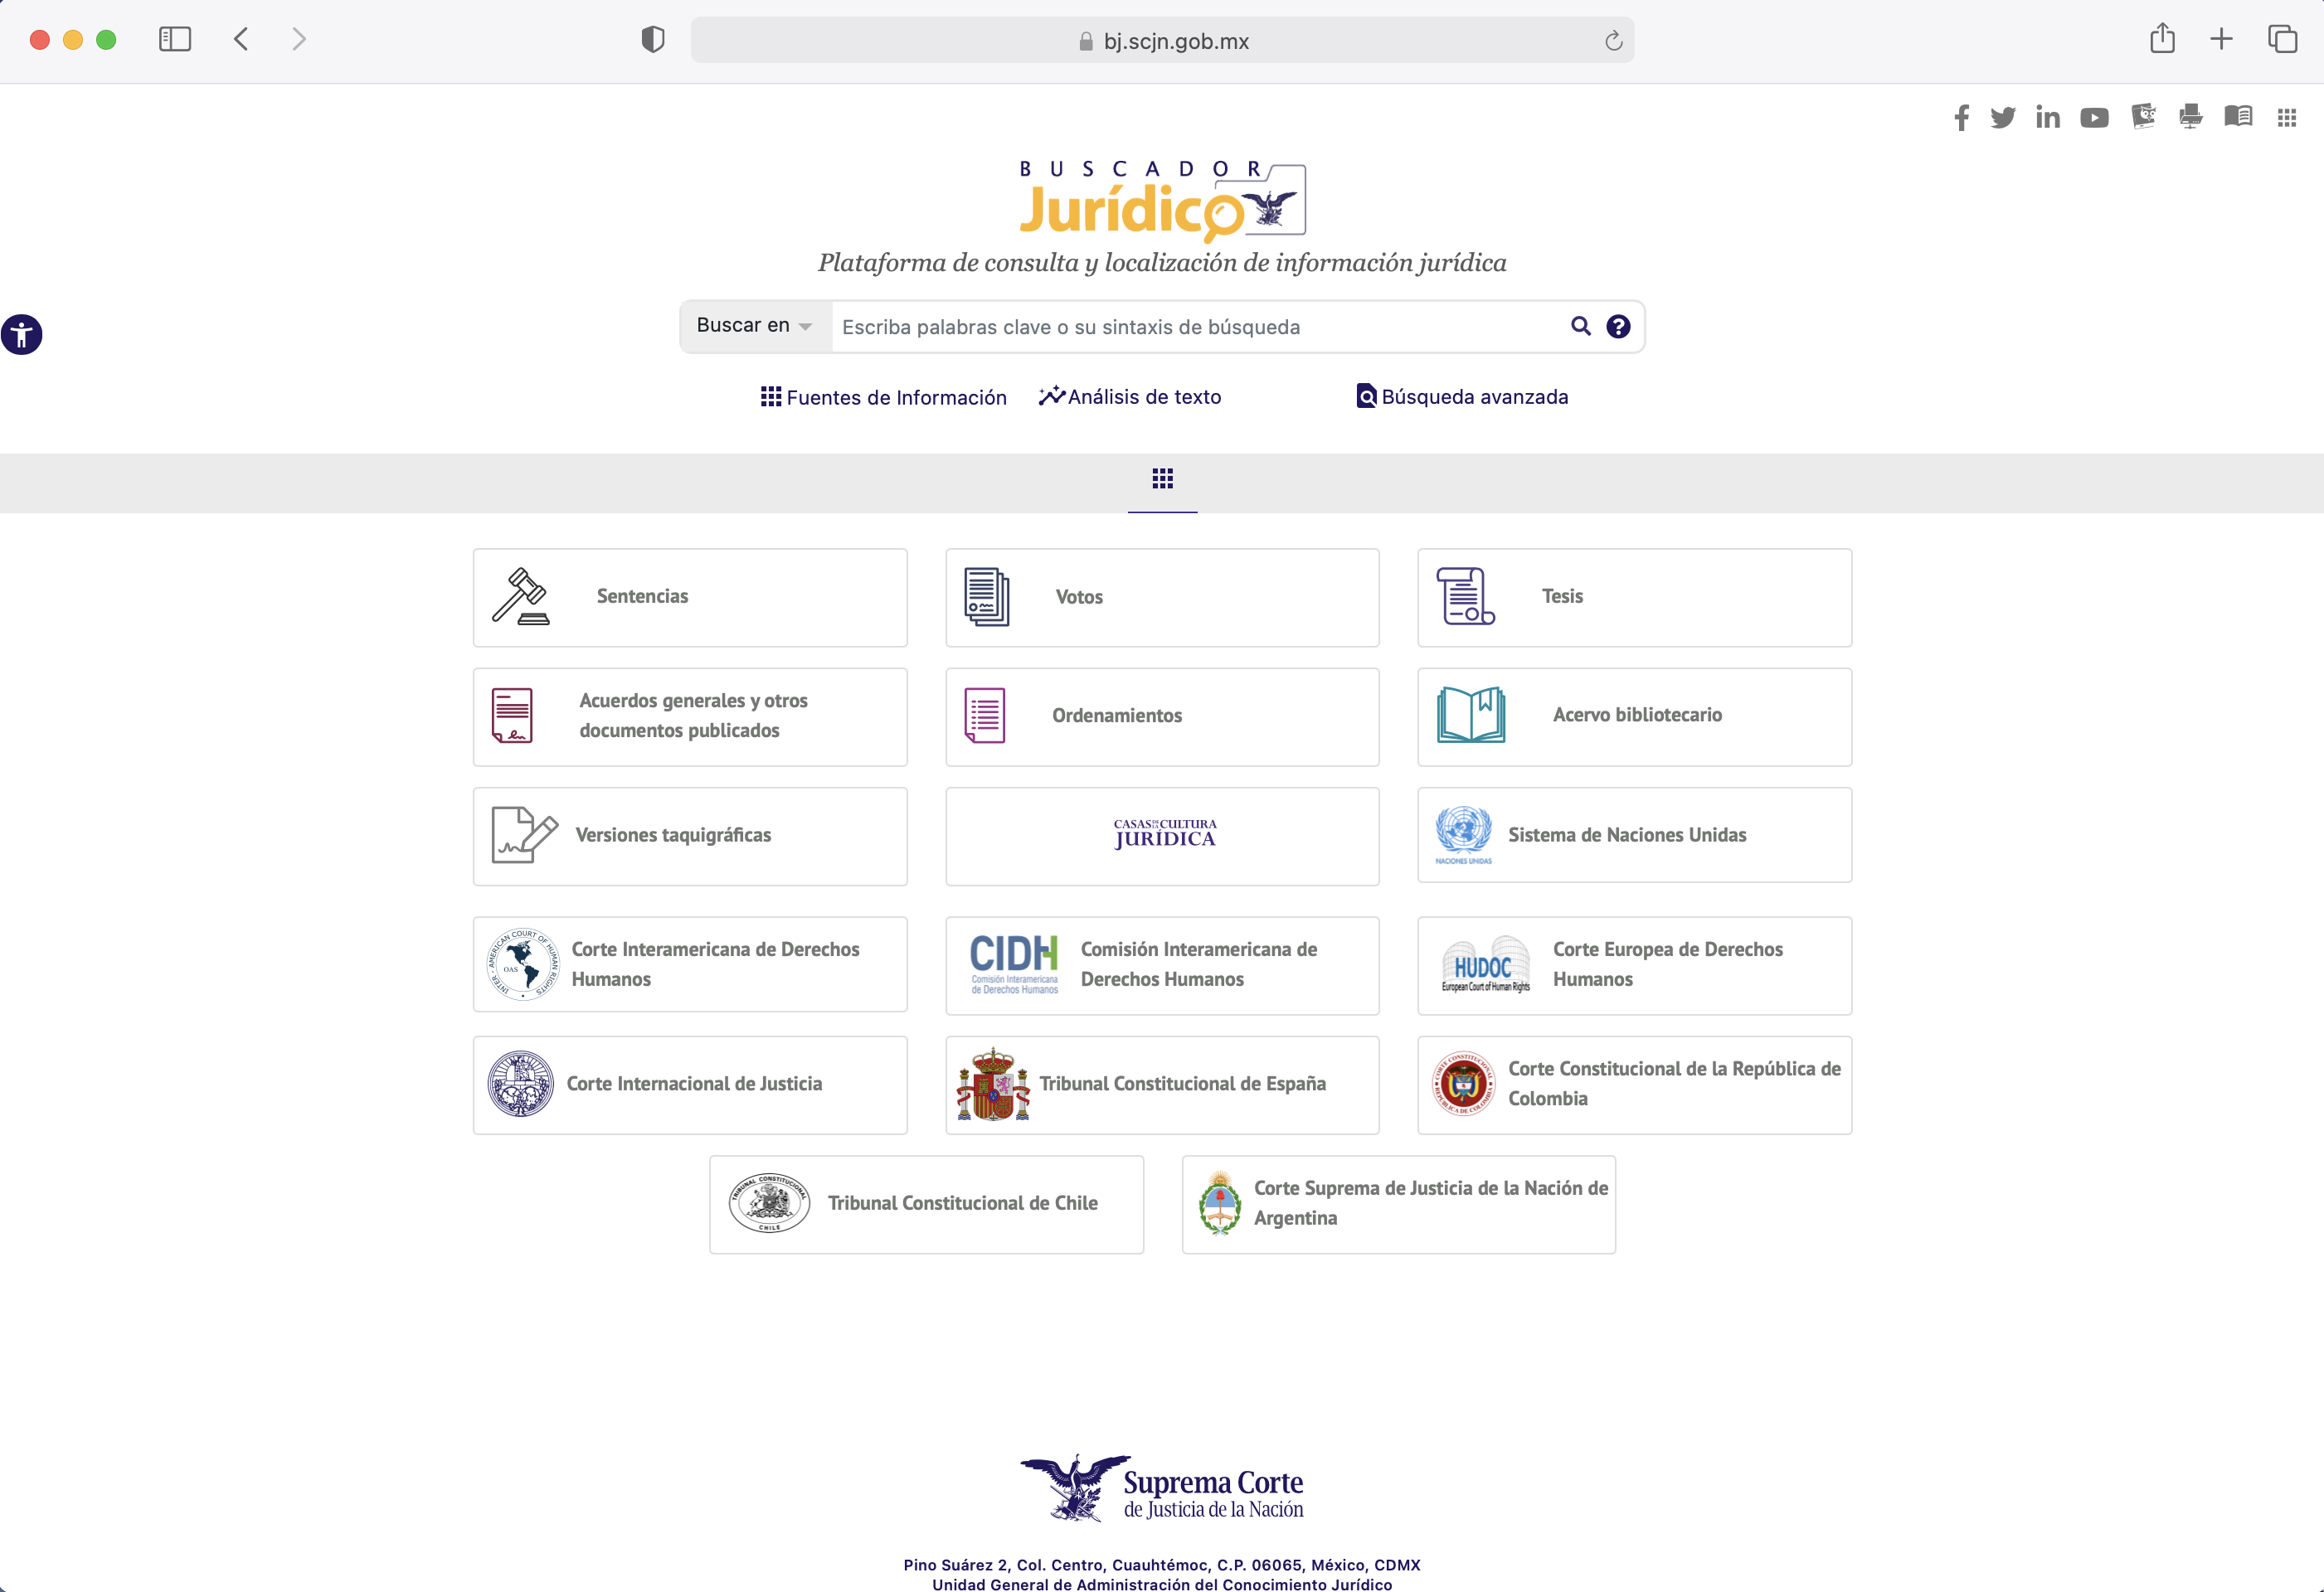 bj.scjn.gob.mx
BUSCADOR
Jurídico
Plataforma de consulta y localización de información jurídica
Buscar en
Escriba palabras clave o su sintaxis de búsqueda
Fuentes de Información
Análisis de texto
Búsqueda avanzada
Sentencias
Votos
Tesis
Acuerdos generales y otros
documentos publicados
Ordenamientos
Acervo bibliotecario
Versiones taquigráficas
CASAS DE LA CULTURA
JURÍDICA
NACIONES UNIDAS
Sistema de Naciones Unidas
INTER-AMERICAN COURT OF HUMAN RIGHTS
OAS
Corte Interamericana de Derechos
Humanos
CIDH
Comisión Interamericana
de Derechos Humanos
Comisión Interamericana de
Derechos Humanos
HUDOC
European Court of Human Rights
Corte Europea de Derechos
Humanos
Corte Internacional de Justicia
Tribunal Constitucional de España
CORTE CONSTITUCIONAL
REPÚBLICA DE COLOMBIA
Corte Constitucional de la República de
Colombia
TRIBUNAL CONSTITUCIONAL
CHILE
Tribunal Constitucional de Chile
Corte Suprema de Justicia de la Nación de
Argentina
Suprema Corte
de Justicia de la Nación
Pino Suárez 2, Col. Centro, Cuauhtémoc, C.P. 06065, México, CDMX
Unidad General de Administración del Conocimiento Jurídico